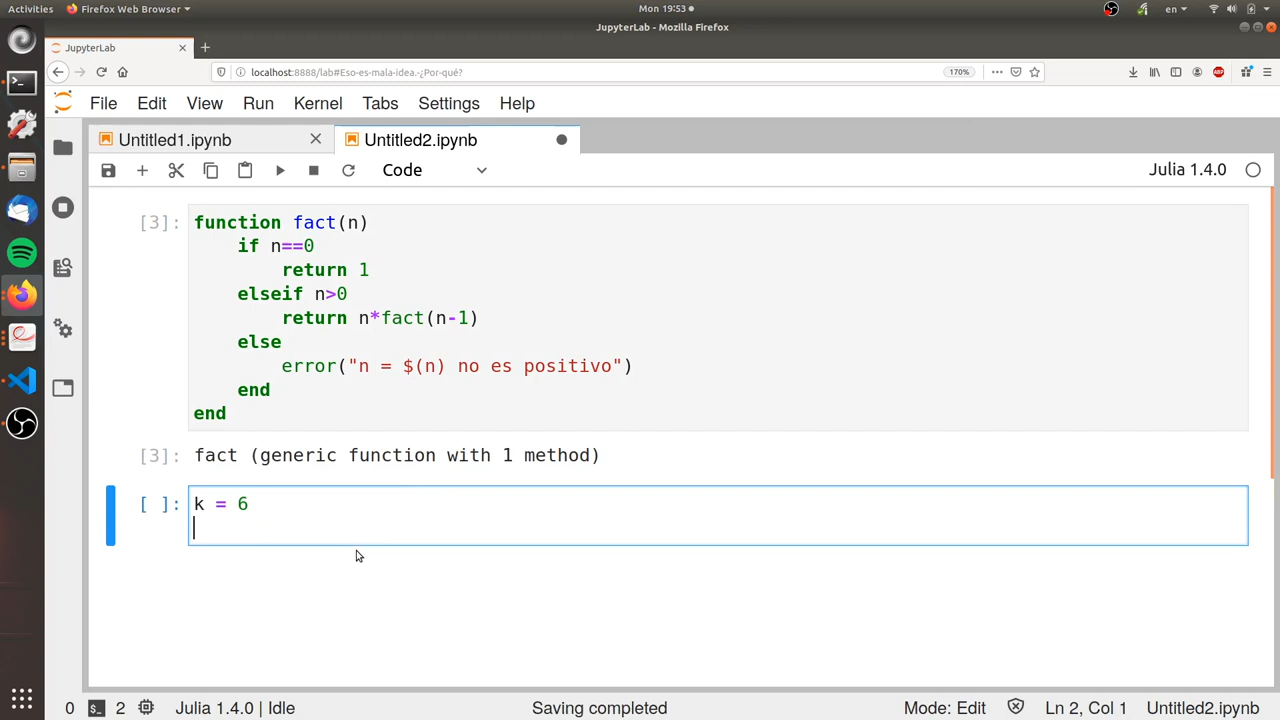 Activities Firefox Web Browser Mon 19:53 en
JupyterLab - Mozilla Firefox
JupyterLab
localhost:8888/lab#Eso-es-mala-idea.-¿Por-qué? 170% ABP
File Edit View Run Kernel Tabs Settings Help
Untitled1.ipynb Untitled2.ipynb
Code Julia 1.4.0
[3]: function fact(n)
if n==0
return 1
elseif n>0
return n*fact(n-1)
else
error("n = $(n) no es positivo")
end
end
[3]: fact (generic function with 1 method)
[ ]: k = 6
0 2 Julia 1.4.0 | Idle Saving completed Mode: Edit Ln 2, Col 1 Untitled2.ipynb